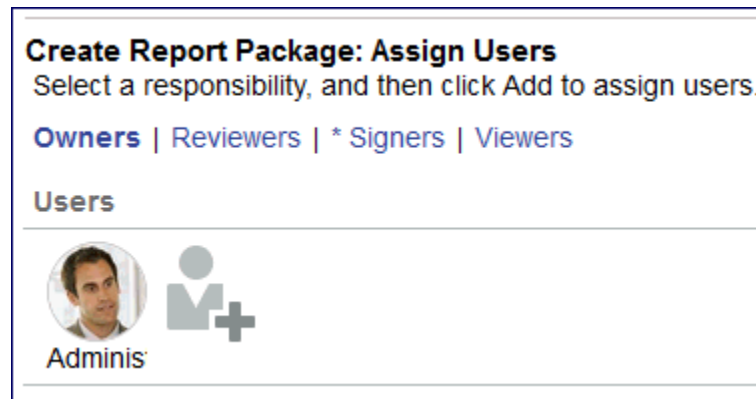 Create Report Package: Assign Users
Select a responsibility, and then click Add to assign users.
Owners | Reviewers | * Signers | Viewers
Users
Adminis